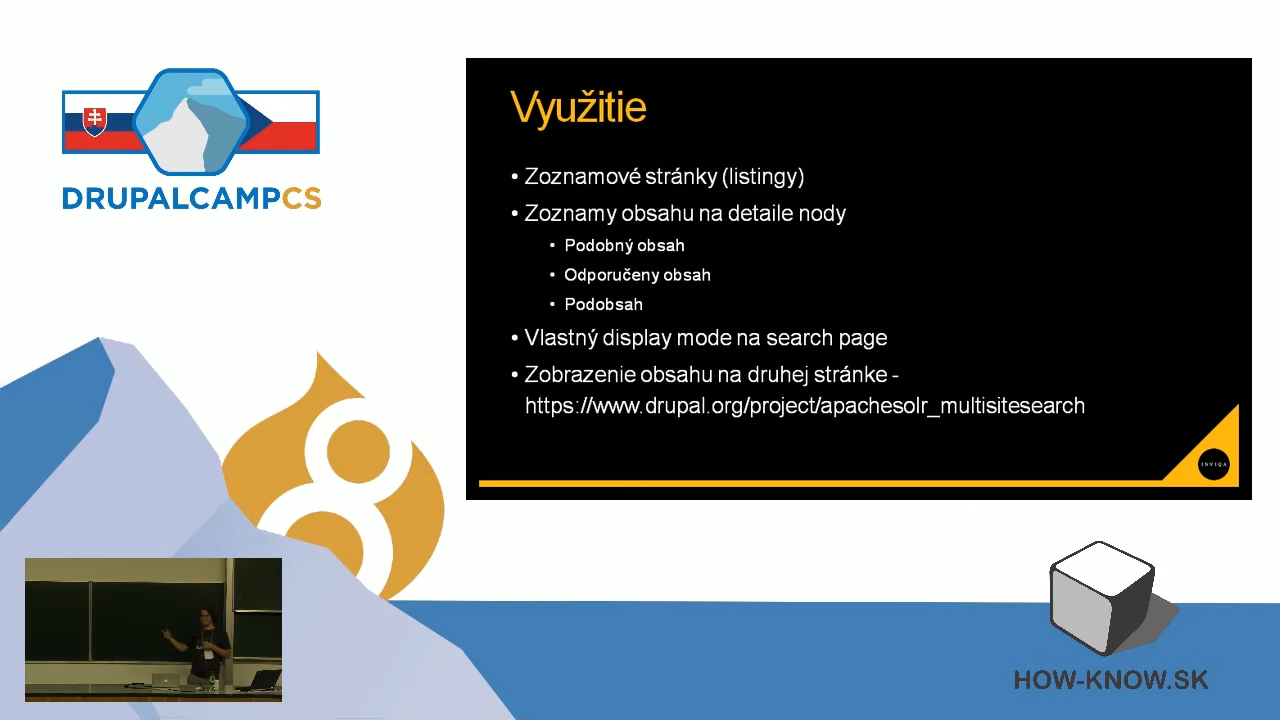 DRUPALCAMPCS
Využitie
• Zoznamové stránky (listingy)
• Zoznamy obsahu na detaile nody
• Podobný obsah
• Odporučeny obsah
• Podobsah
• Vlastný display mode na search page
• Zobrazenie obsahu na druhej stránke -
https://www.drupal.org/project/apachesolr_multisitesearch
INVIQA
HOW-KNOW.SK